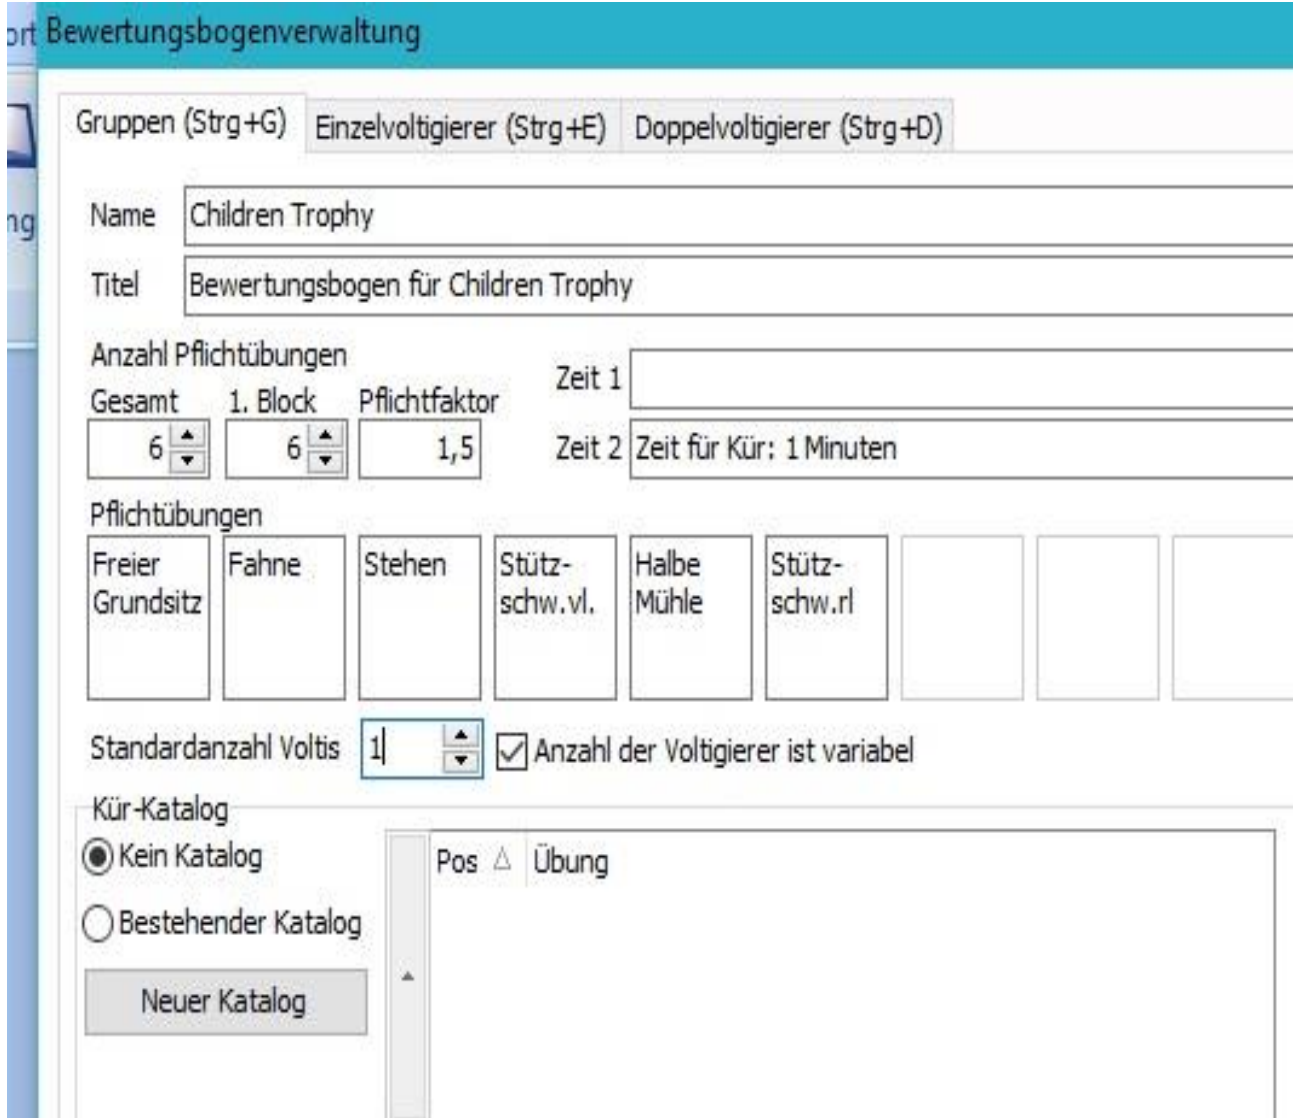 ort
Bewertungsbogenverwaltung
Gruppen (Strg+G) Einzelvoltigierer (Strg+E) Doppelvoltigierer (Strg+D)
ng
Name Children Trophy
Titel Bewertungsbogen für Children Trophy
Anzahl Pflichtübungen
Gesamt 1. Block Pflichtfaktor Zeit 1
6 6 1,5 Zeit 2 Zeit für Kür: 1 Minuten
Pflichtübungen
Freier Fahne Stehen Stütz- Halbe Stütz-
Grundsitz schw.vl. Mühle schw.rl
Standardanzahl Voltis 1 Anzahl der Voltigierer ist variabel
Kür-Katalog
Kein Katalog Pos Übung
Bestehender Katalog
Neuer Katalog